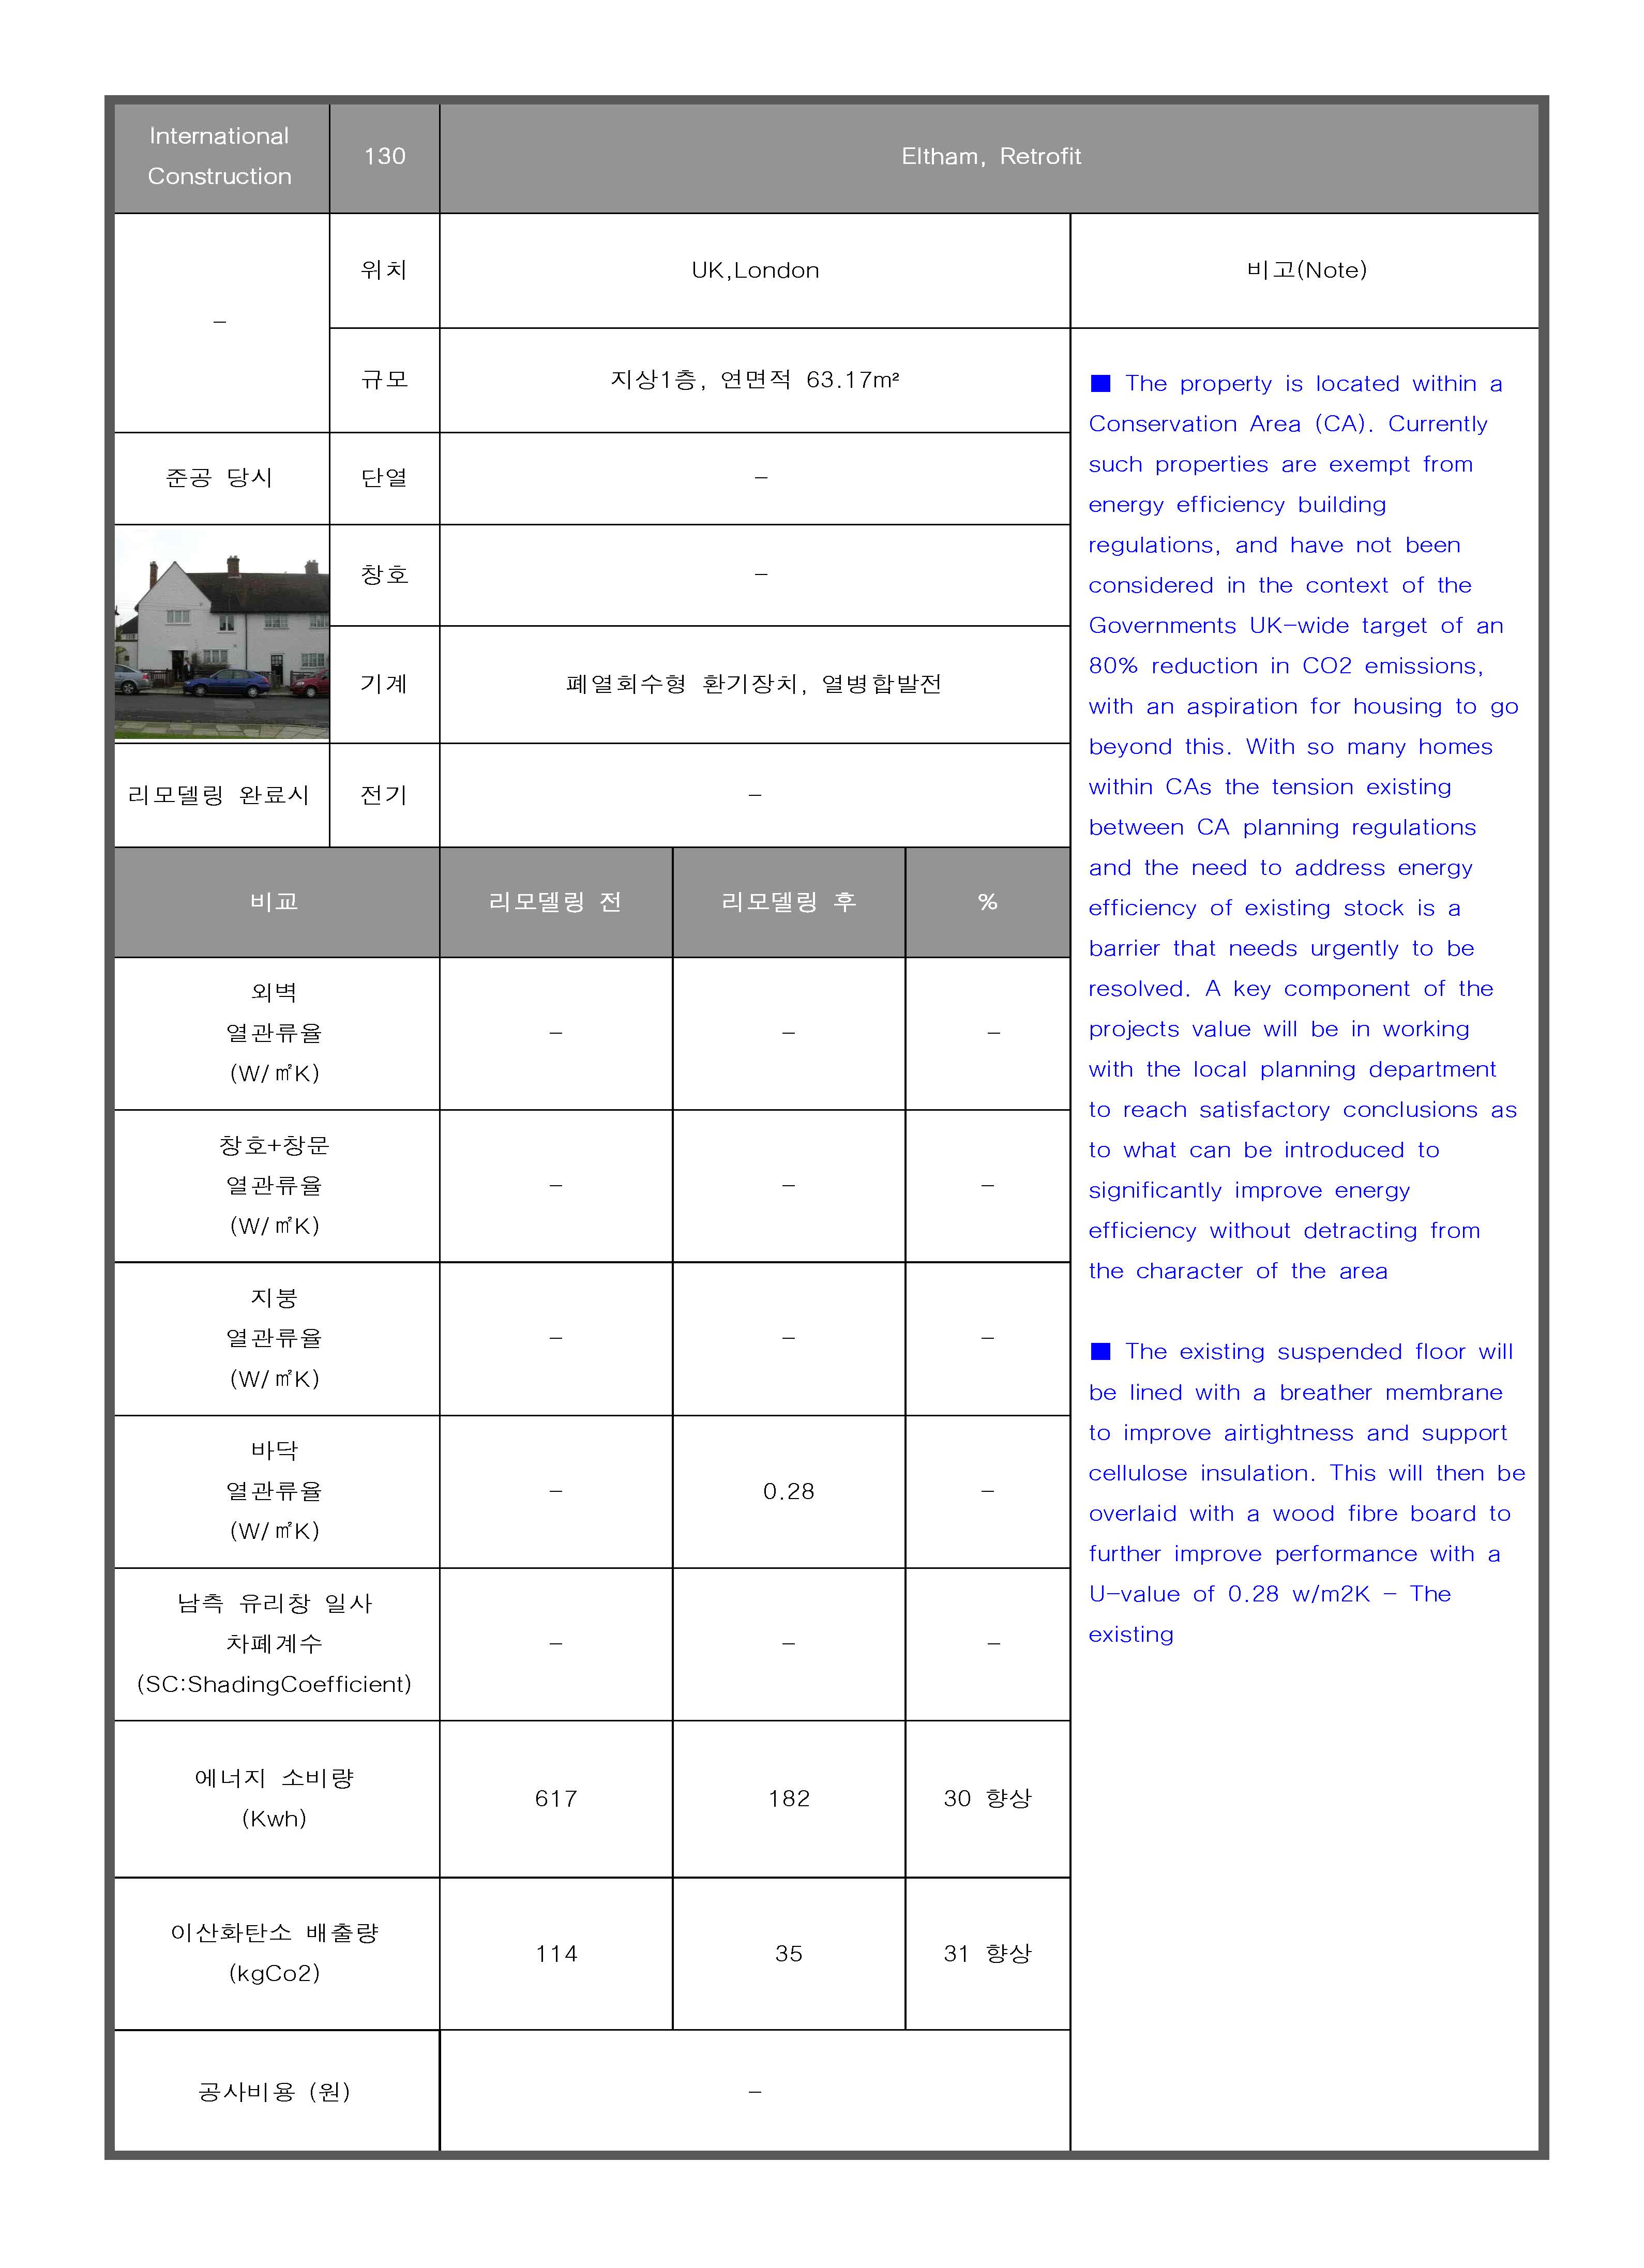 International
Construction
130
Eltham, Retrofit
–
위치
UK,London
비고(Note)
규모
지상1층, 연면적 63.17m²
준공 당시
단열
–
창호
–
기계
폐열회수형 환기장치, 열병합발전
리모델링 완료시
전기
–
비교
리모델링 전
리모델링 후
%
외벽
열관류율
(W/㎡K)
–
–
–
창호+창문
열관류율
(W/㎡K)
–
–
–
지붕
열관류율
(W/㎡K)
–
–
–
바닥
열관류율
(W/㎡K)
–
0.28
–
남측 유리창 일사
차폐계수
(SC:ShadingCoefficient)
–
–
–
에너지 소비량
(Kwh)
617
182
30 향상
이산화탄소 배출량
(kgCo2)
114
35
31 향상
공사비용 (원)
–
■ The property is located within a
Conservation Area (CA). Currently
such properties are exempt from
energy efficiency building
regulations, and have not been
considered in the context of the
Governments UK-wide target of an
80% reduction in CO2 emissions,
with an aspiration for housing to go
beyond this. With so many homes
within CAs the tension existing
between CA planning regulations
and the need to address energy
efficiency of existing stock is a
barrier that needs urgently to be
resolved. A key component of the
projects value will be in working
with the local planning department
to reach satisfactory conclusions as
to what can be introduced to
significantly improve energy
efficiency without detracting from
the character of the area
■ The existing suspended floor will
be lined with a breather membrane
to improve airtightness and support
cellulose insulation. This will then be
overlaid with a wood fibre board to
further improve performance with a
U-value of 0.28 w/m2K - The
existing